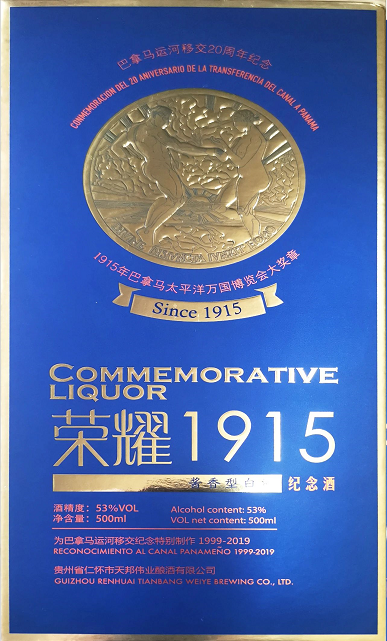 巴拿马运河移交20周年纪念
CONMEMORACION DEL 20 ANIVERSARIO DE LA TRANSFERENCIA DEL CANAL A PANAMA
1915年巴拿马太平洋万国博览会大奖章
Since 1915
COMMEMORATIVE
LIQUOR
荣耀1915
酱香型白 纪念酒
酒精度：53%VOL Alcohol content: 53%
净含量：500ml VOL net content: 500ml
为巴拿马运河移交纪念特别制作 1999-2019
RECONOCIMIENTO AL CANAL PANAMEÑO 1999-2019
贵州省仁怀市天邦伟业酿酒有限公司
GUIZHOU RENHUAI TIANBANG WEIYE BREWING CO., LTD.